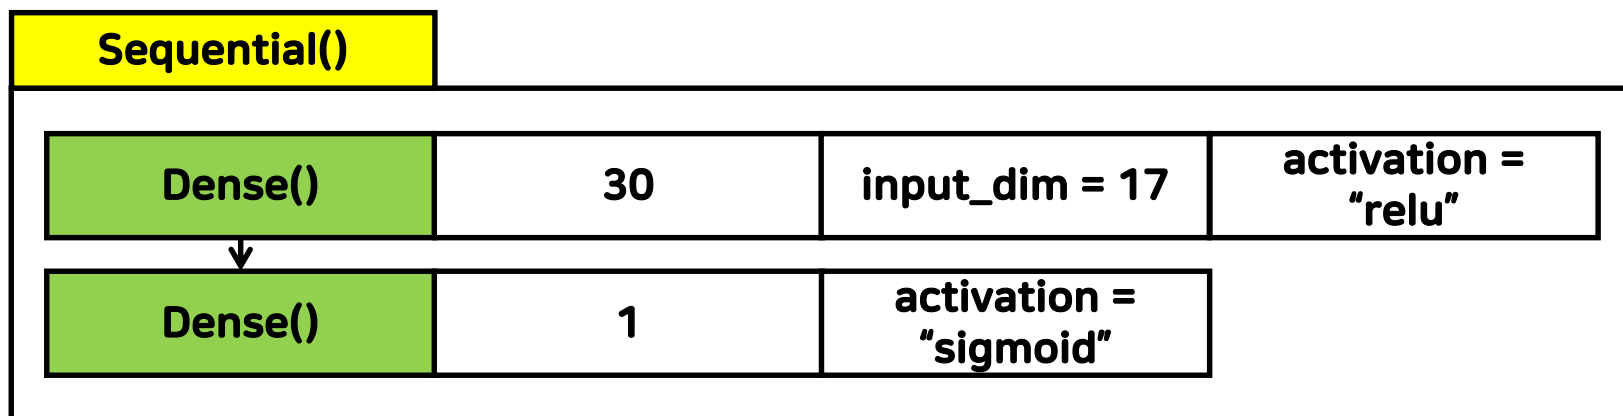 Sequential()
Dense()
30
input_dim = 17
activation =
“relu”
Dense()
1
activation =
“sigmoid”